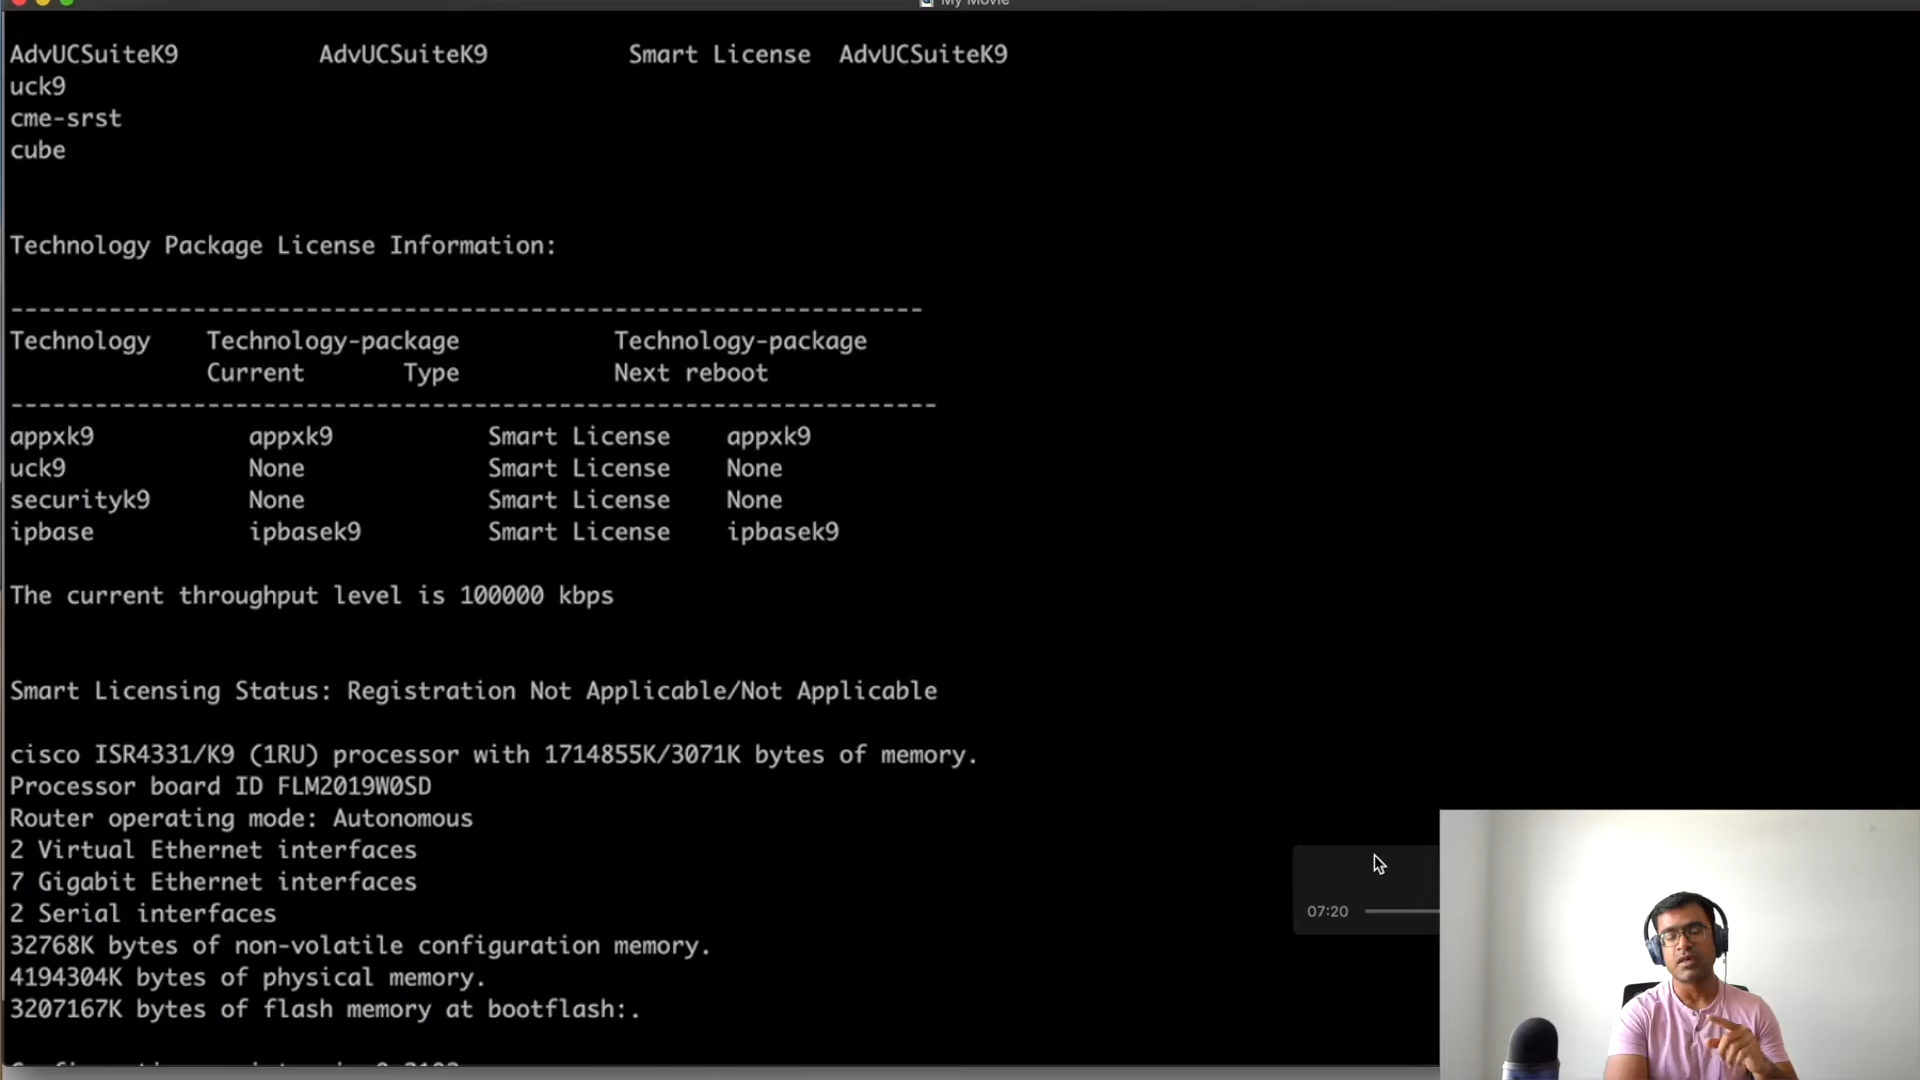 My Movie
AdvUCSuiteK9 AdvUCSuiteK9 Smart License AdvUCSuiteK9
uck9
cme-srst
cube
Technology Package License Information:
-----------------------------------------------------------------
Technology Technology-package Technology-package
Current Type Next reboot
------------------------------------------------------------------
appxk9 appxk9 Smart License appxk9
uck9 None Smart License None
securityk9 None Smart License None
ipbase ipbasek9 Smart License ipbasek9
The current throughput level is 100000 kbps
Smart Licensing Status: Registration Not Applicable/Not Applicable
cisco ISR4331/K9 (1RU) processor with 1714855K/3071K bytes of memory.
Processor board ID FLM2019W0SD
Router operating mode: Autonomous
2 Virtual Ethernet interfaces
7 Gigabit Ethernet interfaces
07:20
2 Serial interfaces
32768K bytes of non-volatile configuration memory.
4194304K bytes of physical memory.
3207167K bytes of flash memory at bootflash:.